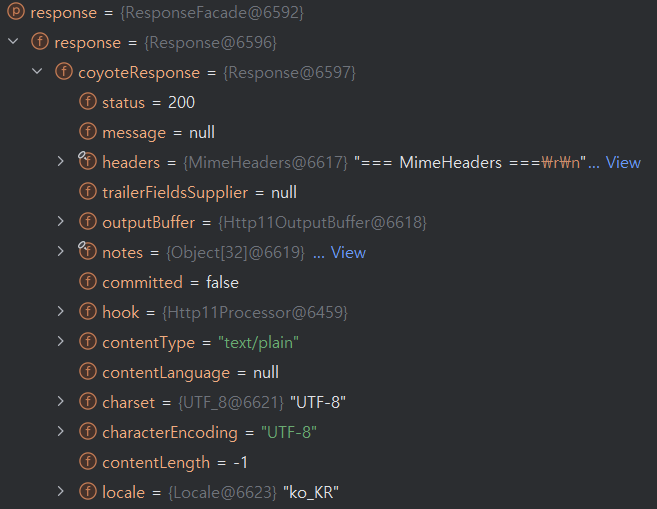 response = {ResponseFacade@6592}
response = {Response@6596}
coyoteResponse = {Response@6597}
status = 200
message = null
headers = {MimeHeaders@6617} "=== MimeHeaders ===₩r₩n"... View
trailerFieldsSupplier = null
outputBuffer = {Http11OutputBuffer@6618}
notes = {Object[32]@6619} ... View
committed = false
hook = {Http11Processor@6459}
contentType = "text/plain"
contentLanguage = null
charset = {UTF_8@6621} "UTF-8"
characterEncoding = "UTF-8"
contentLength = -1
locale = {Locale@6623} "ko_KR"